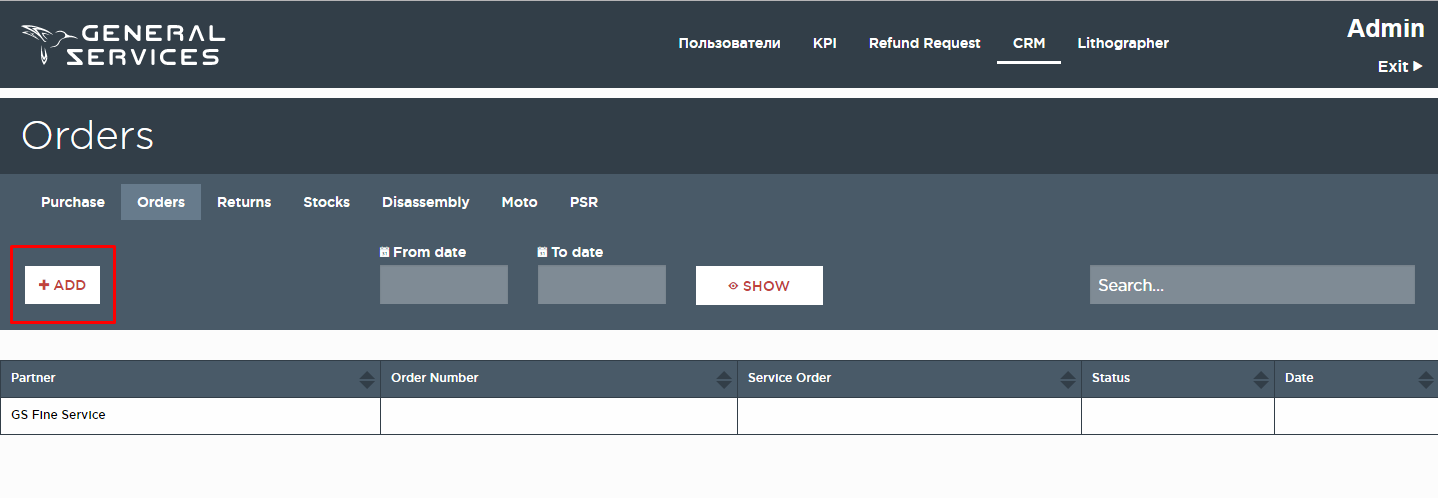 GENERAL
SERVICES
Пользователи KPI Refund Request CRM Lithographer
Admin
Exit
Orders
Purchase Orders Returns Stocks Disassembly Moto PSR
From date To date
ADD SHOW Search...
Partner Order Number Service Order Status Date
GS Fine Service